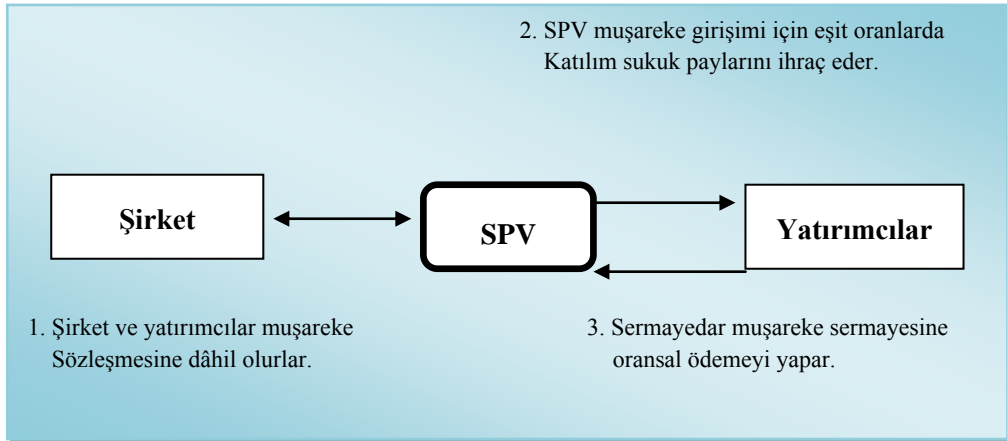 2. SPV muşareke girişimi için eşit oranlarda
Katılım sukuk paylarını ihraç eder.
Şirket
SPV
Yatırımcılar
1. Şirket ve yatırımcılar muşareke
Sözleşmesine dâhil olurlar.
3. Sermayedar muşareke sermayesine
oransal ödemeyi yapar.